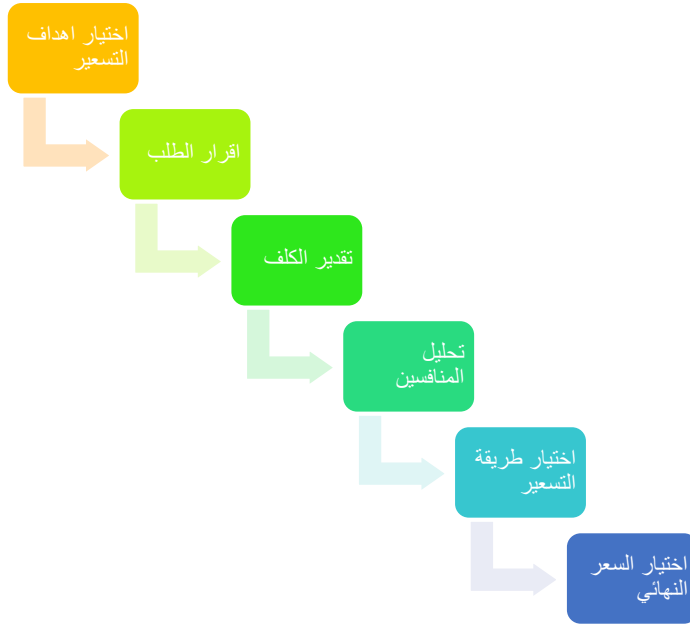 اختيار اهداف
التسعير
اقرار الطلب
تقدير الكلف
تحليل
المنافسين
اختيار طريقة
التسعير
اختيار السعر
النهائي